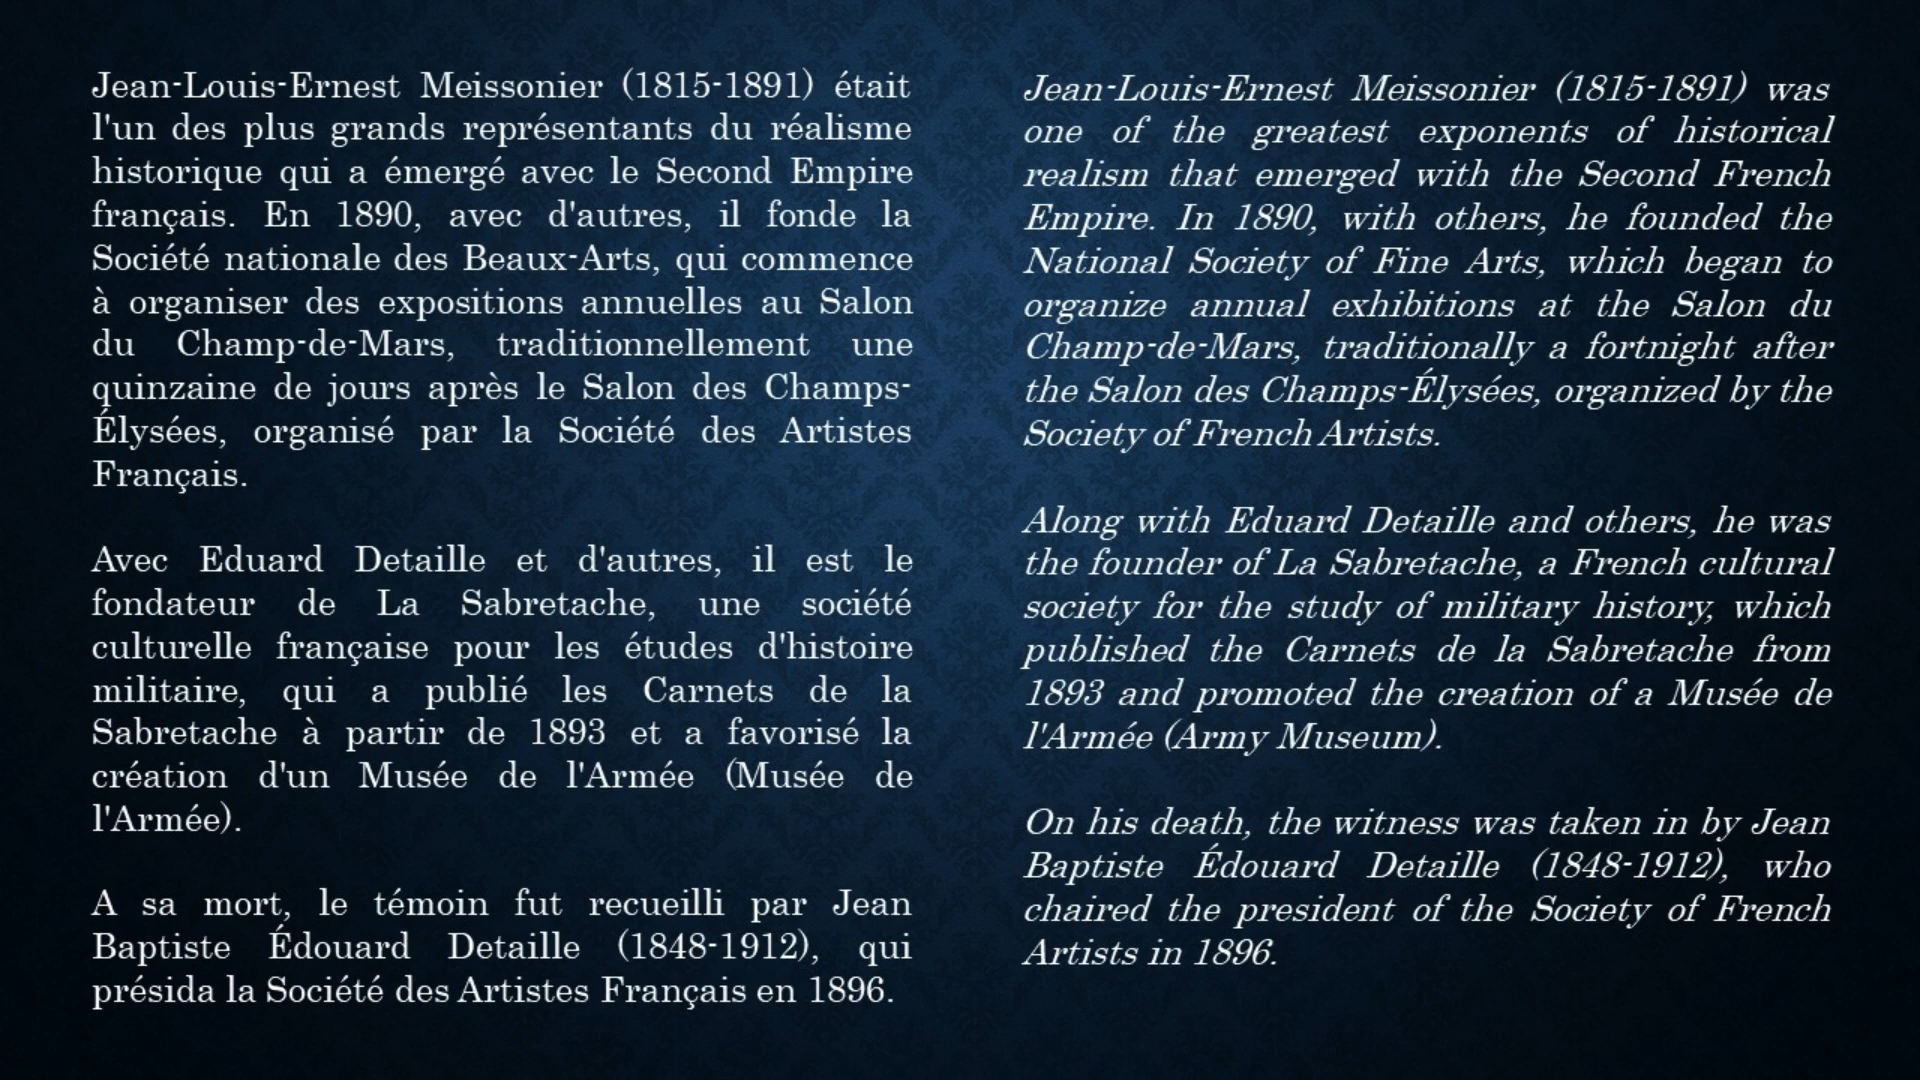 Jean-Louis-Ernest Meissonier (1815-1891) était
l'un des plus grands représentants du réalisme
historique qui a émergé avec le Second Empire
français. En 1890, avec d'autres, il fonde la
Société nationale des Beaux-Arts, qui commence
à organiser des expositions annuelles au Salon
du Champ-de-Mars, traditionnellement une
quinzaine de jours après le Salon des Champs-
Élysées, organisé par la Société des Artistes
Français.
Avec Eduard Detaille et d'autres, il est le
fondateur de La Sabretache, une société
culturelle française pour les études d'histoire
militaire, qui a publié les Carnets de la
Sabretache à partir de 1893 et a favorisé la
création d'un Musée de l'Armée (Musée de
l'Armée).
A sa mort, le témoin fut recueilli par Jean
Baptiste Édouard Detaille (1848-1912), qui
présida la Société des Artistes Français en 1896.
Jean-Louis-Ernest Meissonier (1815-1891) was
one of the greatest exponents of historical
realism that emerged with the Second French
Empire. In 1890, with others, he founded the
National Society of Fine Arts, which began to
organize annual exhibitions at the Salon du
Champ-de-Mars, traditionally a fortnight after
the Salon des Champs-Élysées, organized by the
Society of French Artists.
Along with Eduard Detaille and others, he was
the founder of La Sabretache, a French cultural
society for the study of military history, which
published the Carnets de la Sabretache from
1893 and promoted the creation of a Musée de
l'Armée (Army Museum).
On his death, the witness was taken in by Jean
Baptiste Édouard Detaille (1848-1912), who
chaired the president of the Society of French
Artists in 1896.